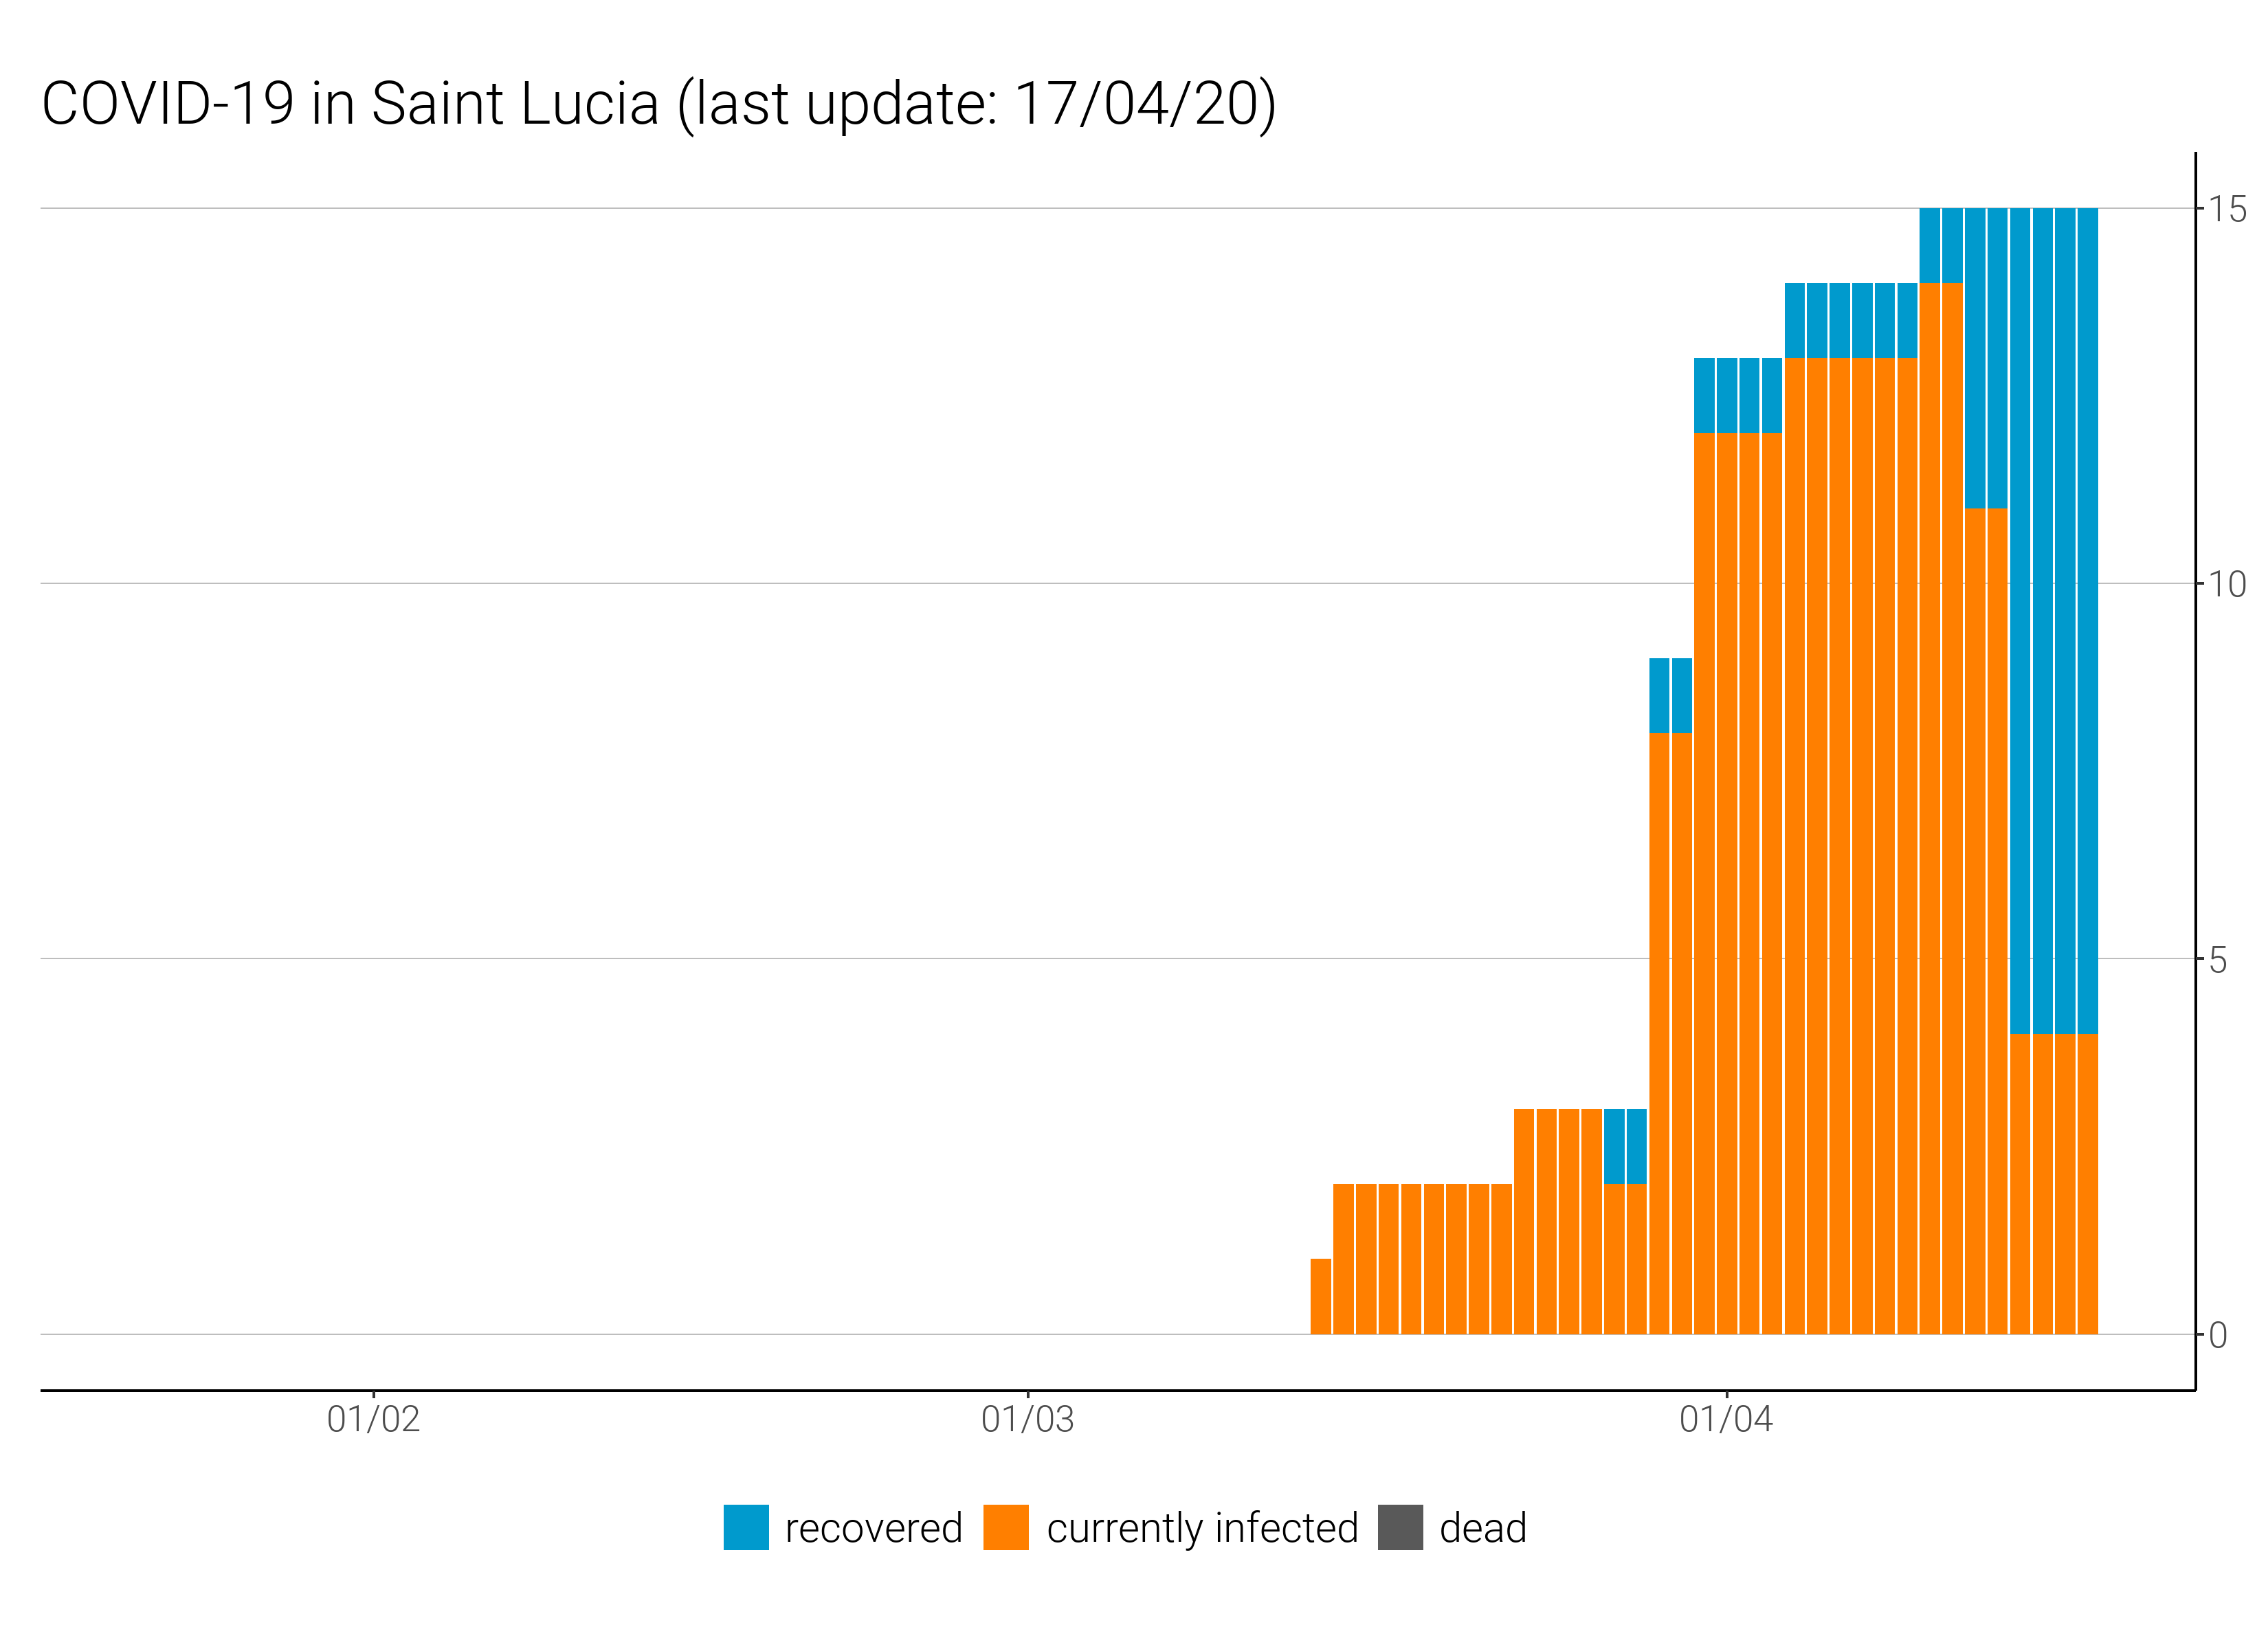 COVID-19 in Saint Lucia (last update: 17/04/20)
15
10
5
0
01/02 01/03 01/04
recovered currently infected dead